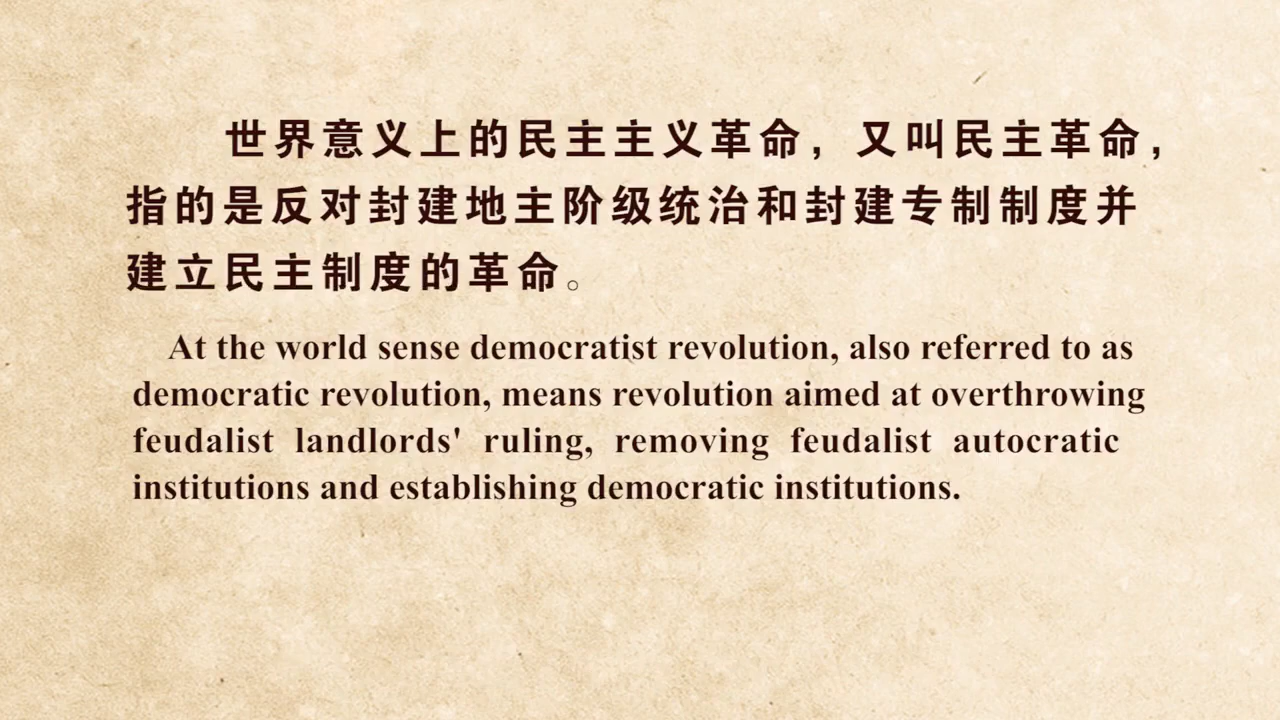 世界意义上的民主主义革命，又叫民主革命，
指的是反对封建地主阶级统治和封建专制制度并
建立民主制度的革命。
At the world sense democratist revolution, also referred to as
democratic revolution, means revolution aimed at overthrowing
feudalist landlords' ruling, removing feudalist autocratic
institutions and establishing democratic institutions.